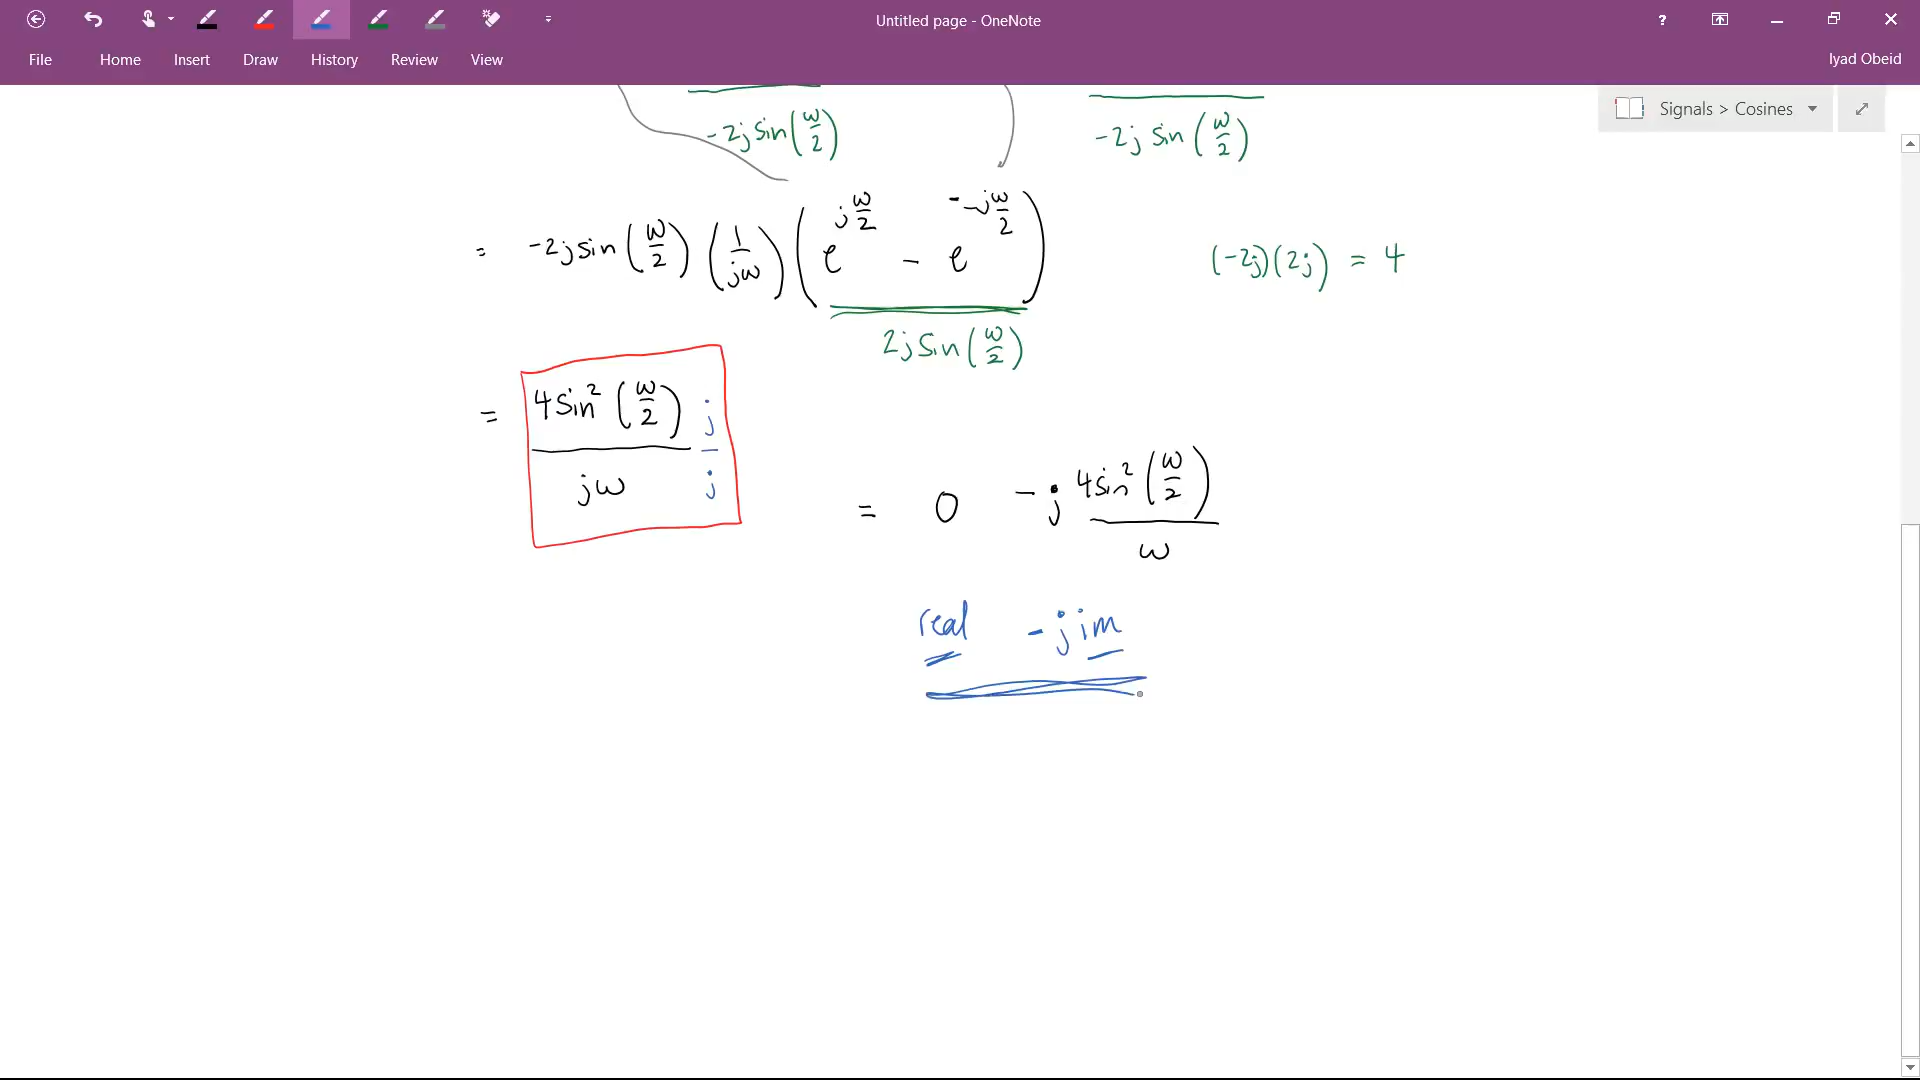 Untitled page - OneNote
?
File Home Insert Draw History Review View
Iyad Obeid
Signals > Cosines
-2j sin(ω/2) -2j sin(ω/2)
= -2j sin(ω/2) (1/jω) (e^{jω/2} - e^{-jω/2}) (-2j)(2j) = 4
2j sin(ω/2)
= 4 sin²(ω/2)/jω j/j
= 0 -j 4 sin²(ω/2)/ω
real -j im